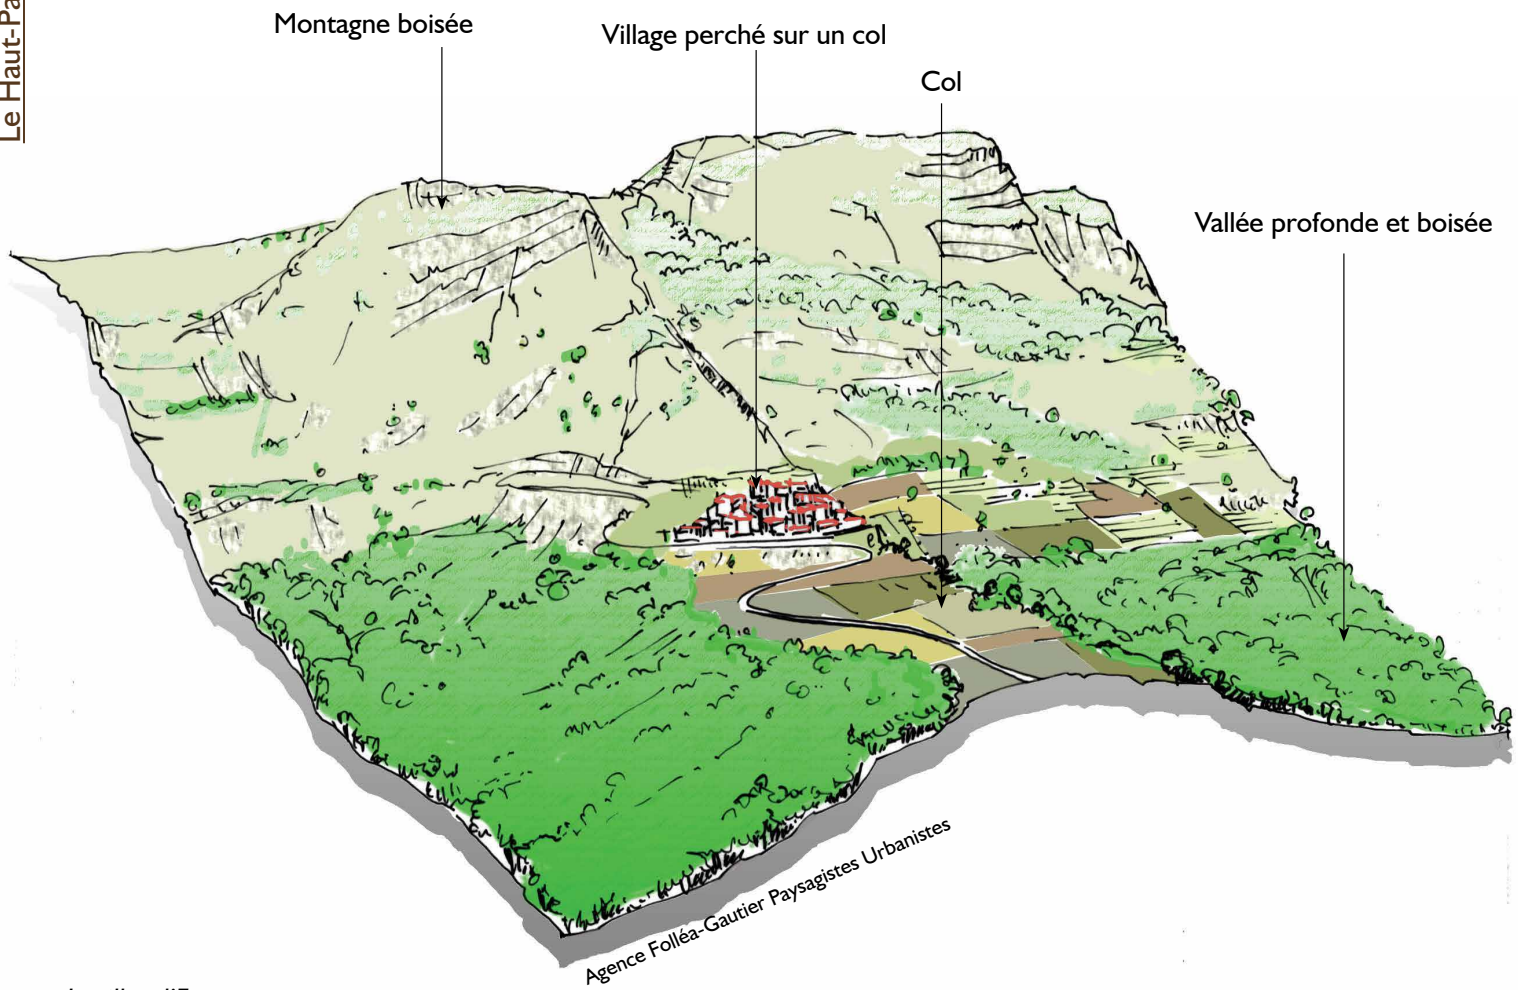 Le Haut-Pa
Montagne boisée
Village perché sur un col
Col
Vallée profonde et boisée
Agence Folléa-Gautier Paysagistes Urbanistes